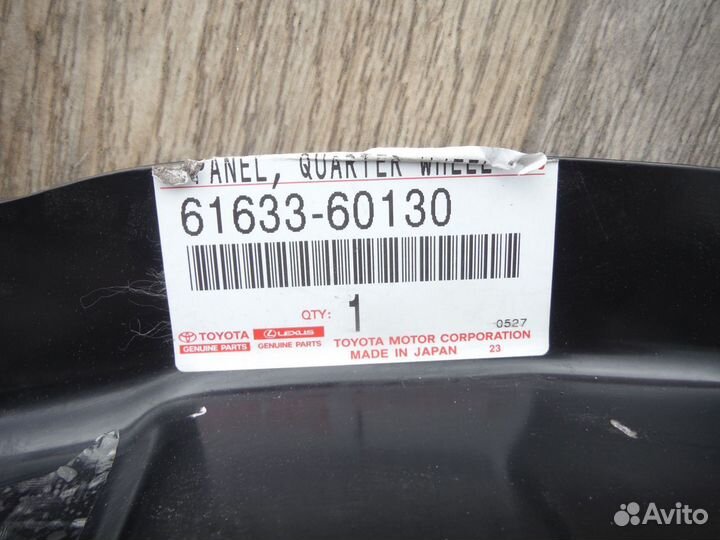 PANEL, QUARTER WHEEL
61633-60130
QTY: 1
0527
TOYOTA LEXUS TOYOTA MOTOR CORPORATION
GENUINE PARTS GENUINE PARTS MADE IN JAPAN 23
Avito